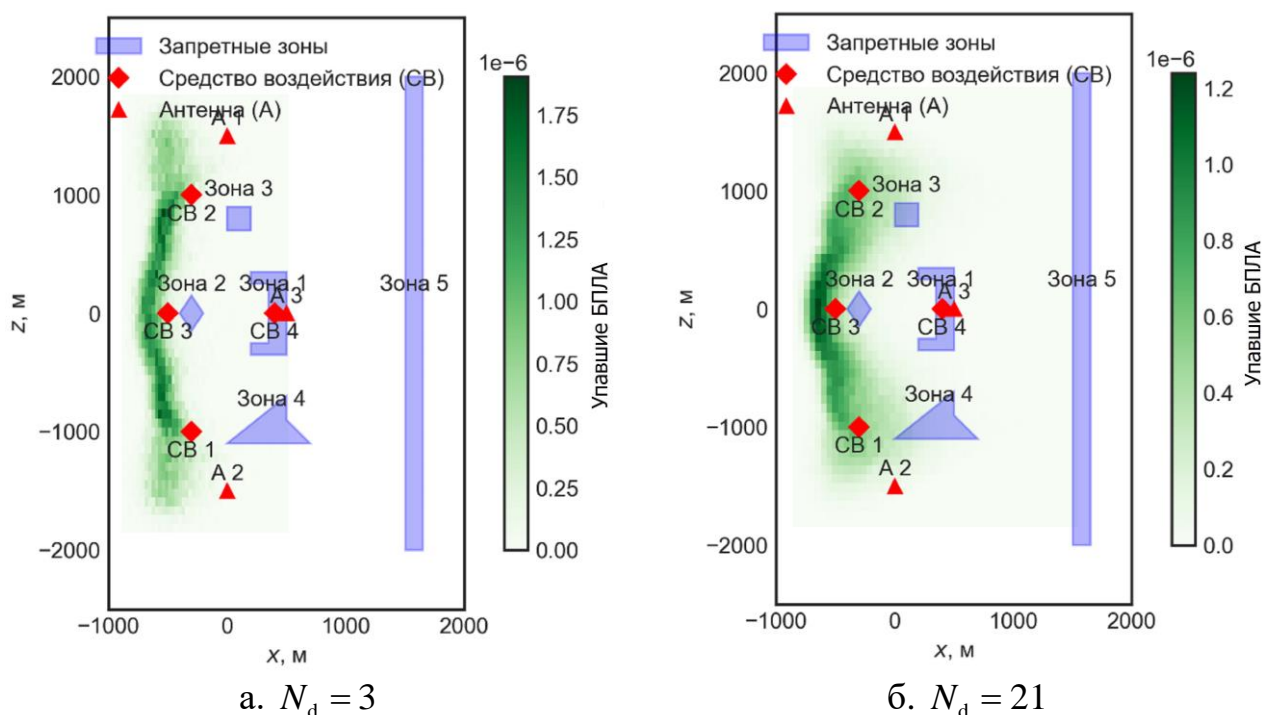 Запретные зоны
Средство воздействия (СВ)
Антенна (А)
А 1
Зона 3
СВ 2
Зона 2
Зона 1
А 3
СВ 3
СВ 4
Зона 5
Зона 4
СВ 1
А 2
2000
1000
0
−1000
−2000
z, м
−1000
0
1000
2000
x, м
1e−6
1.75
1.50
1.25
1.00
0.75
0.50
0.25
0.00
Упавшие БПЛА
а. N_d = 3
Запретные зоны
Средство воздействия (СВ)
Антенна (А)
А 1
Зона 3
СВ 2
Зона 2
Зона 1
А 3
СВ 3
СВ 4
Зона 5
Зона 4
СВ 1
А 2
2000
1000
0
−1000
−2000
z, м
−1000
0
1000
2000
x, м
1e−6
1.2
1.0
0.8
0.6
0.4
0.2
0.0
Упавшие БПЛА
б. N_d = 21